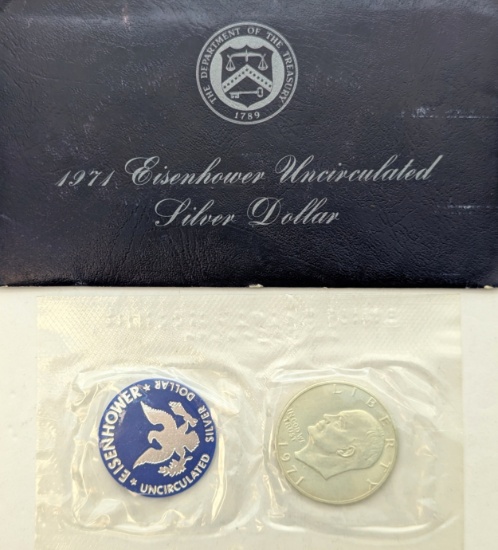 THE DEPARTMENT OF THE TREASURY
1789
1971 Eisenhower Uncirculated
Silver Dollar
EISENHOWER
SILVER DOLLAR
UNCIRCULATED
LIBERTY
1971